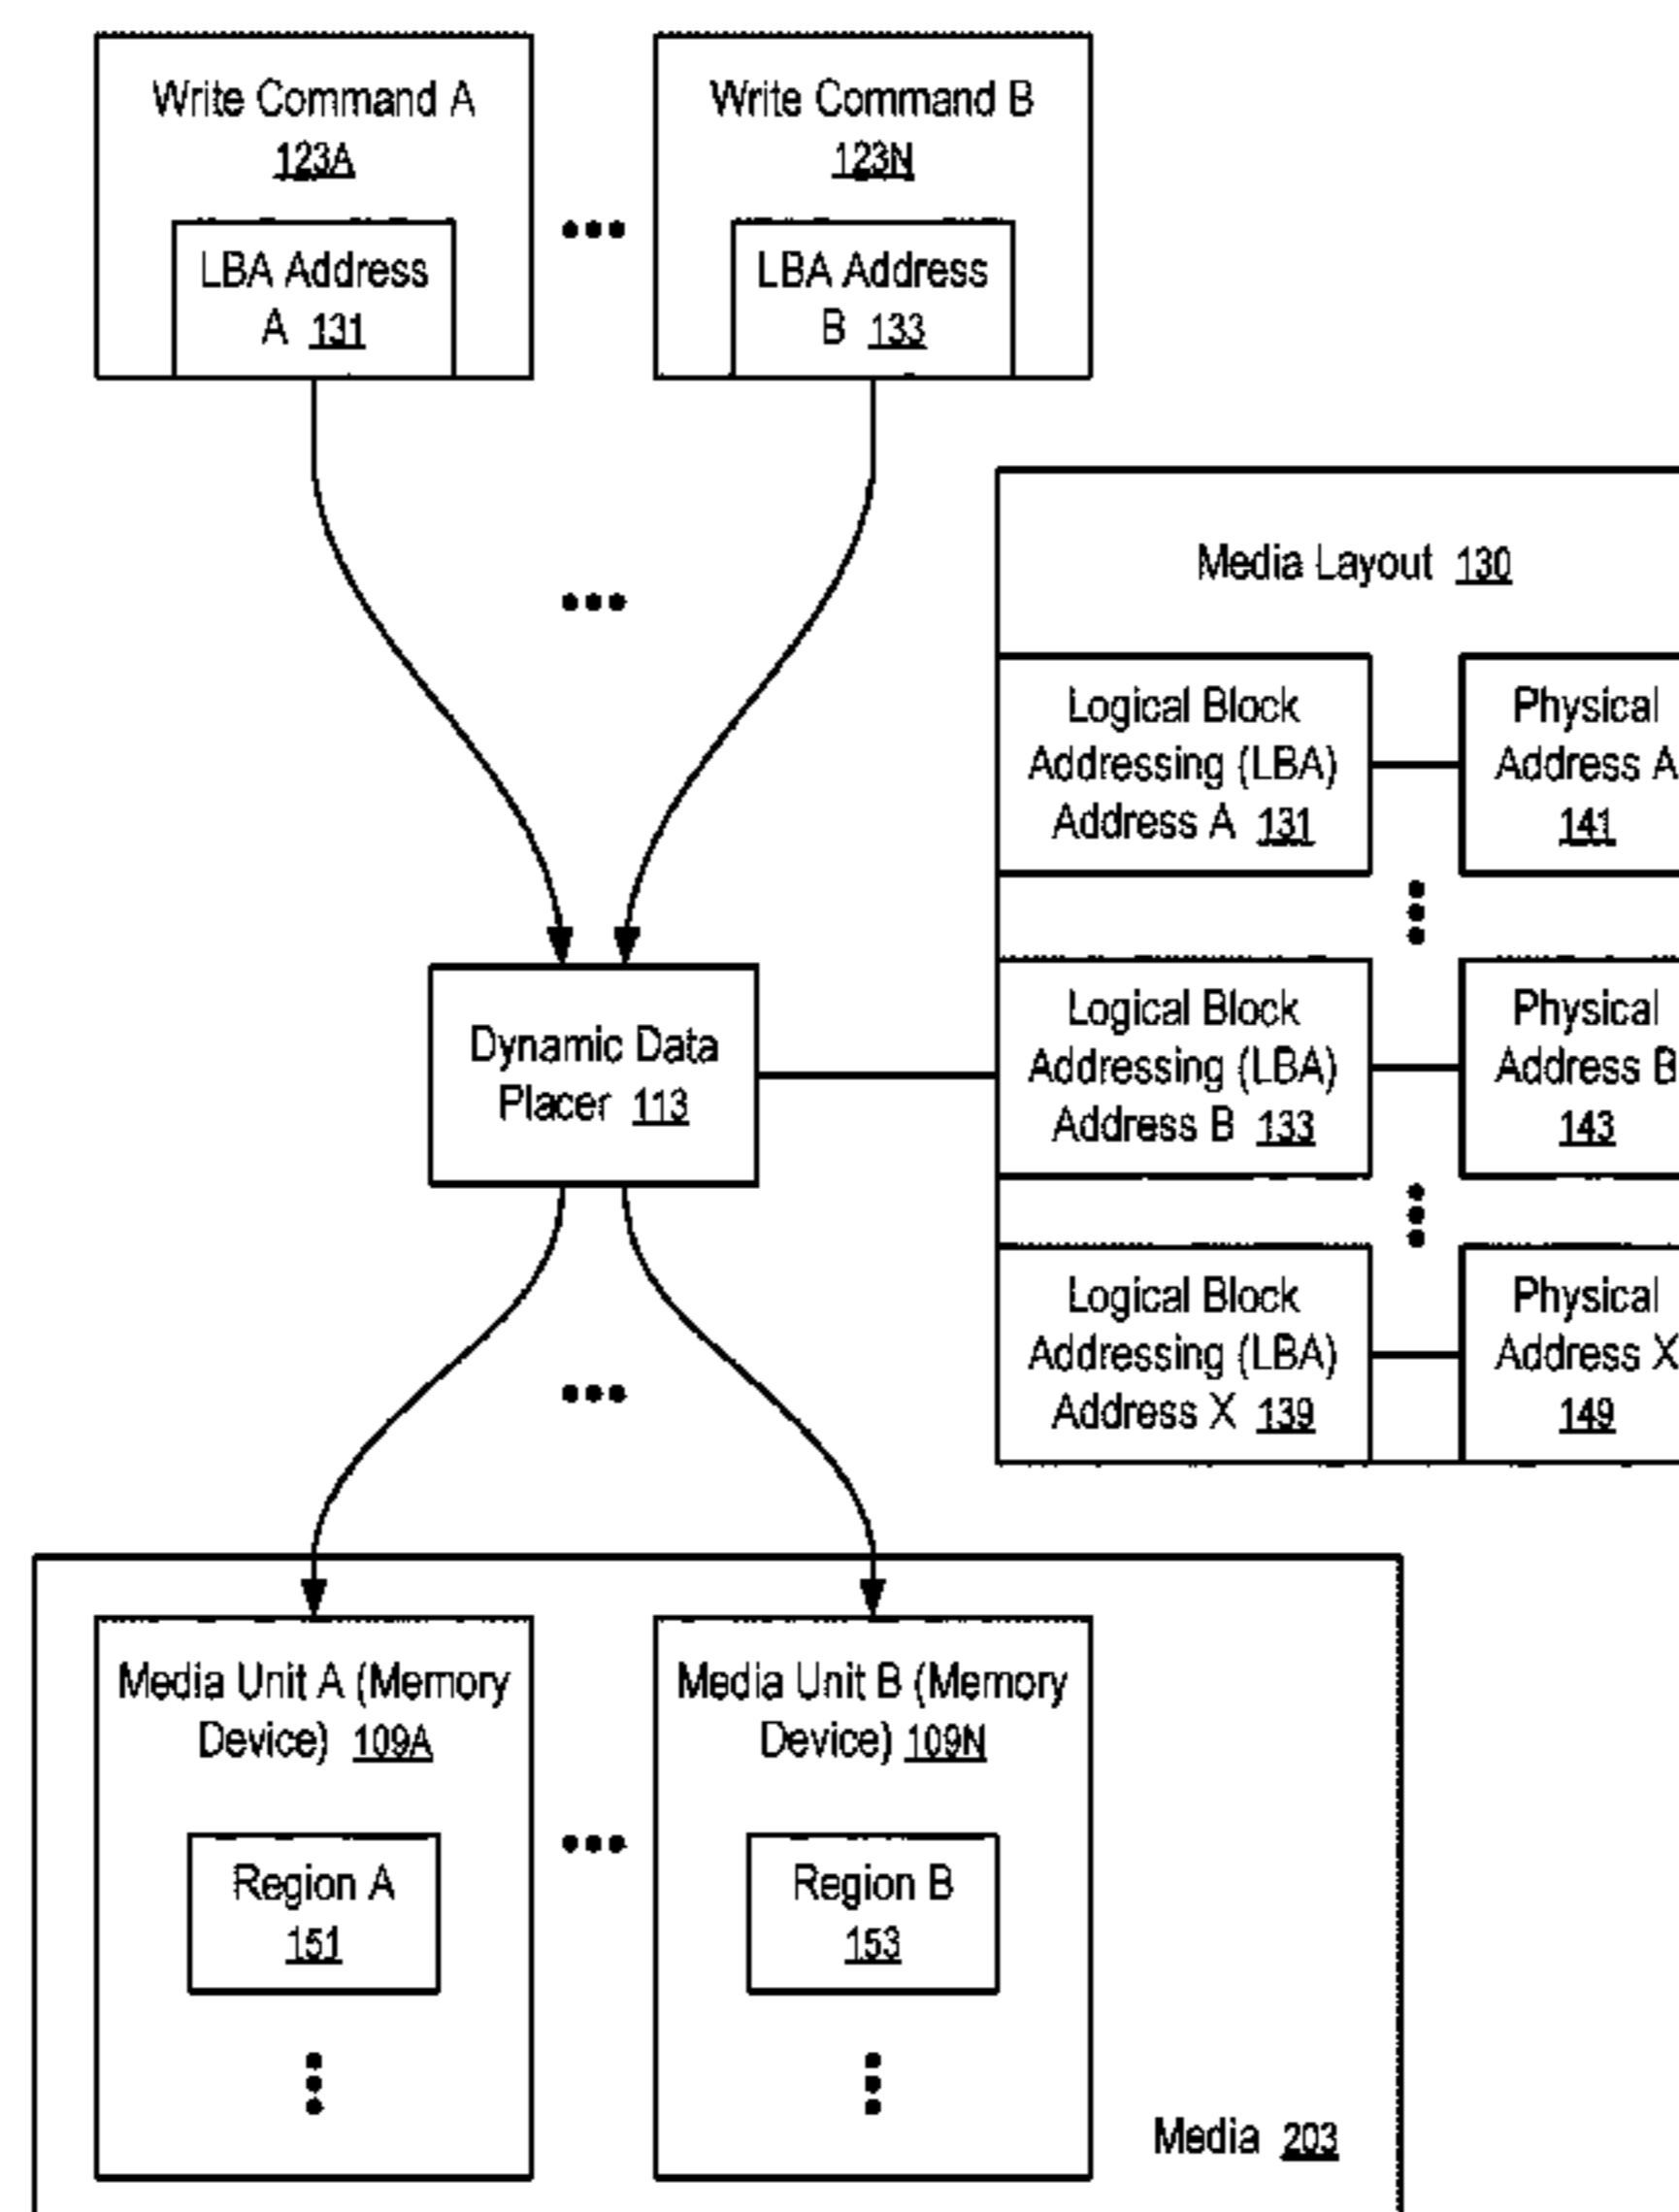 Write Command A
123A
LBA Address
A 131
Write Command B
123N
LBA Address
B 133
Media Layout 130
Logical Block
Addressing (LBA)
Address A 131
Physical
Address A
141
Logical Block
Addressing (LBA)
Address B 133
Physical
Address B
143
Logical Block
Addressing (LBA)
Address X 139
Physical
Address X
149
Dynamic Data
Placer 113
Media Unit A (Memory
Device) 109A
Region A
151
Media Unit B (Memory
Device) 109N
Region B
153
Media 203